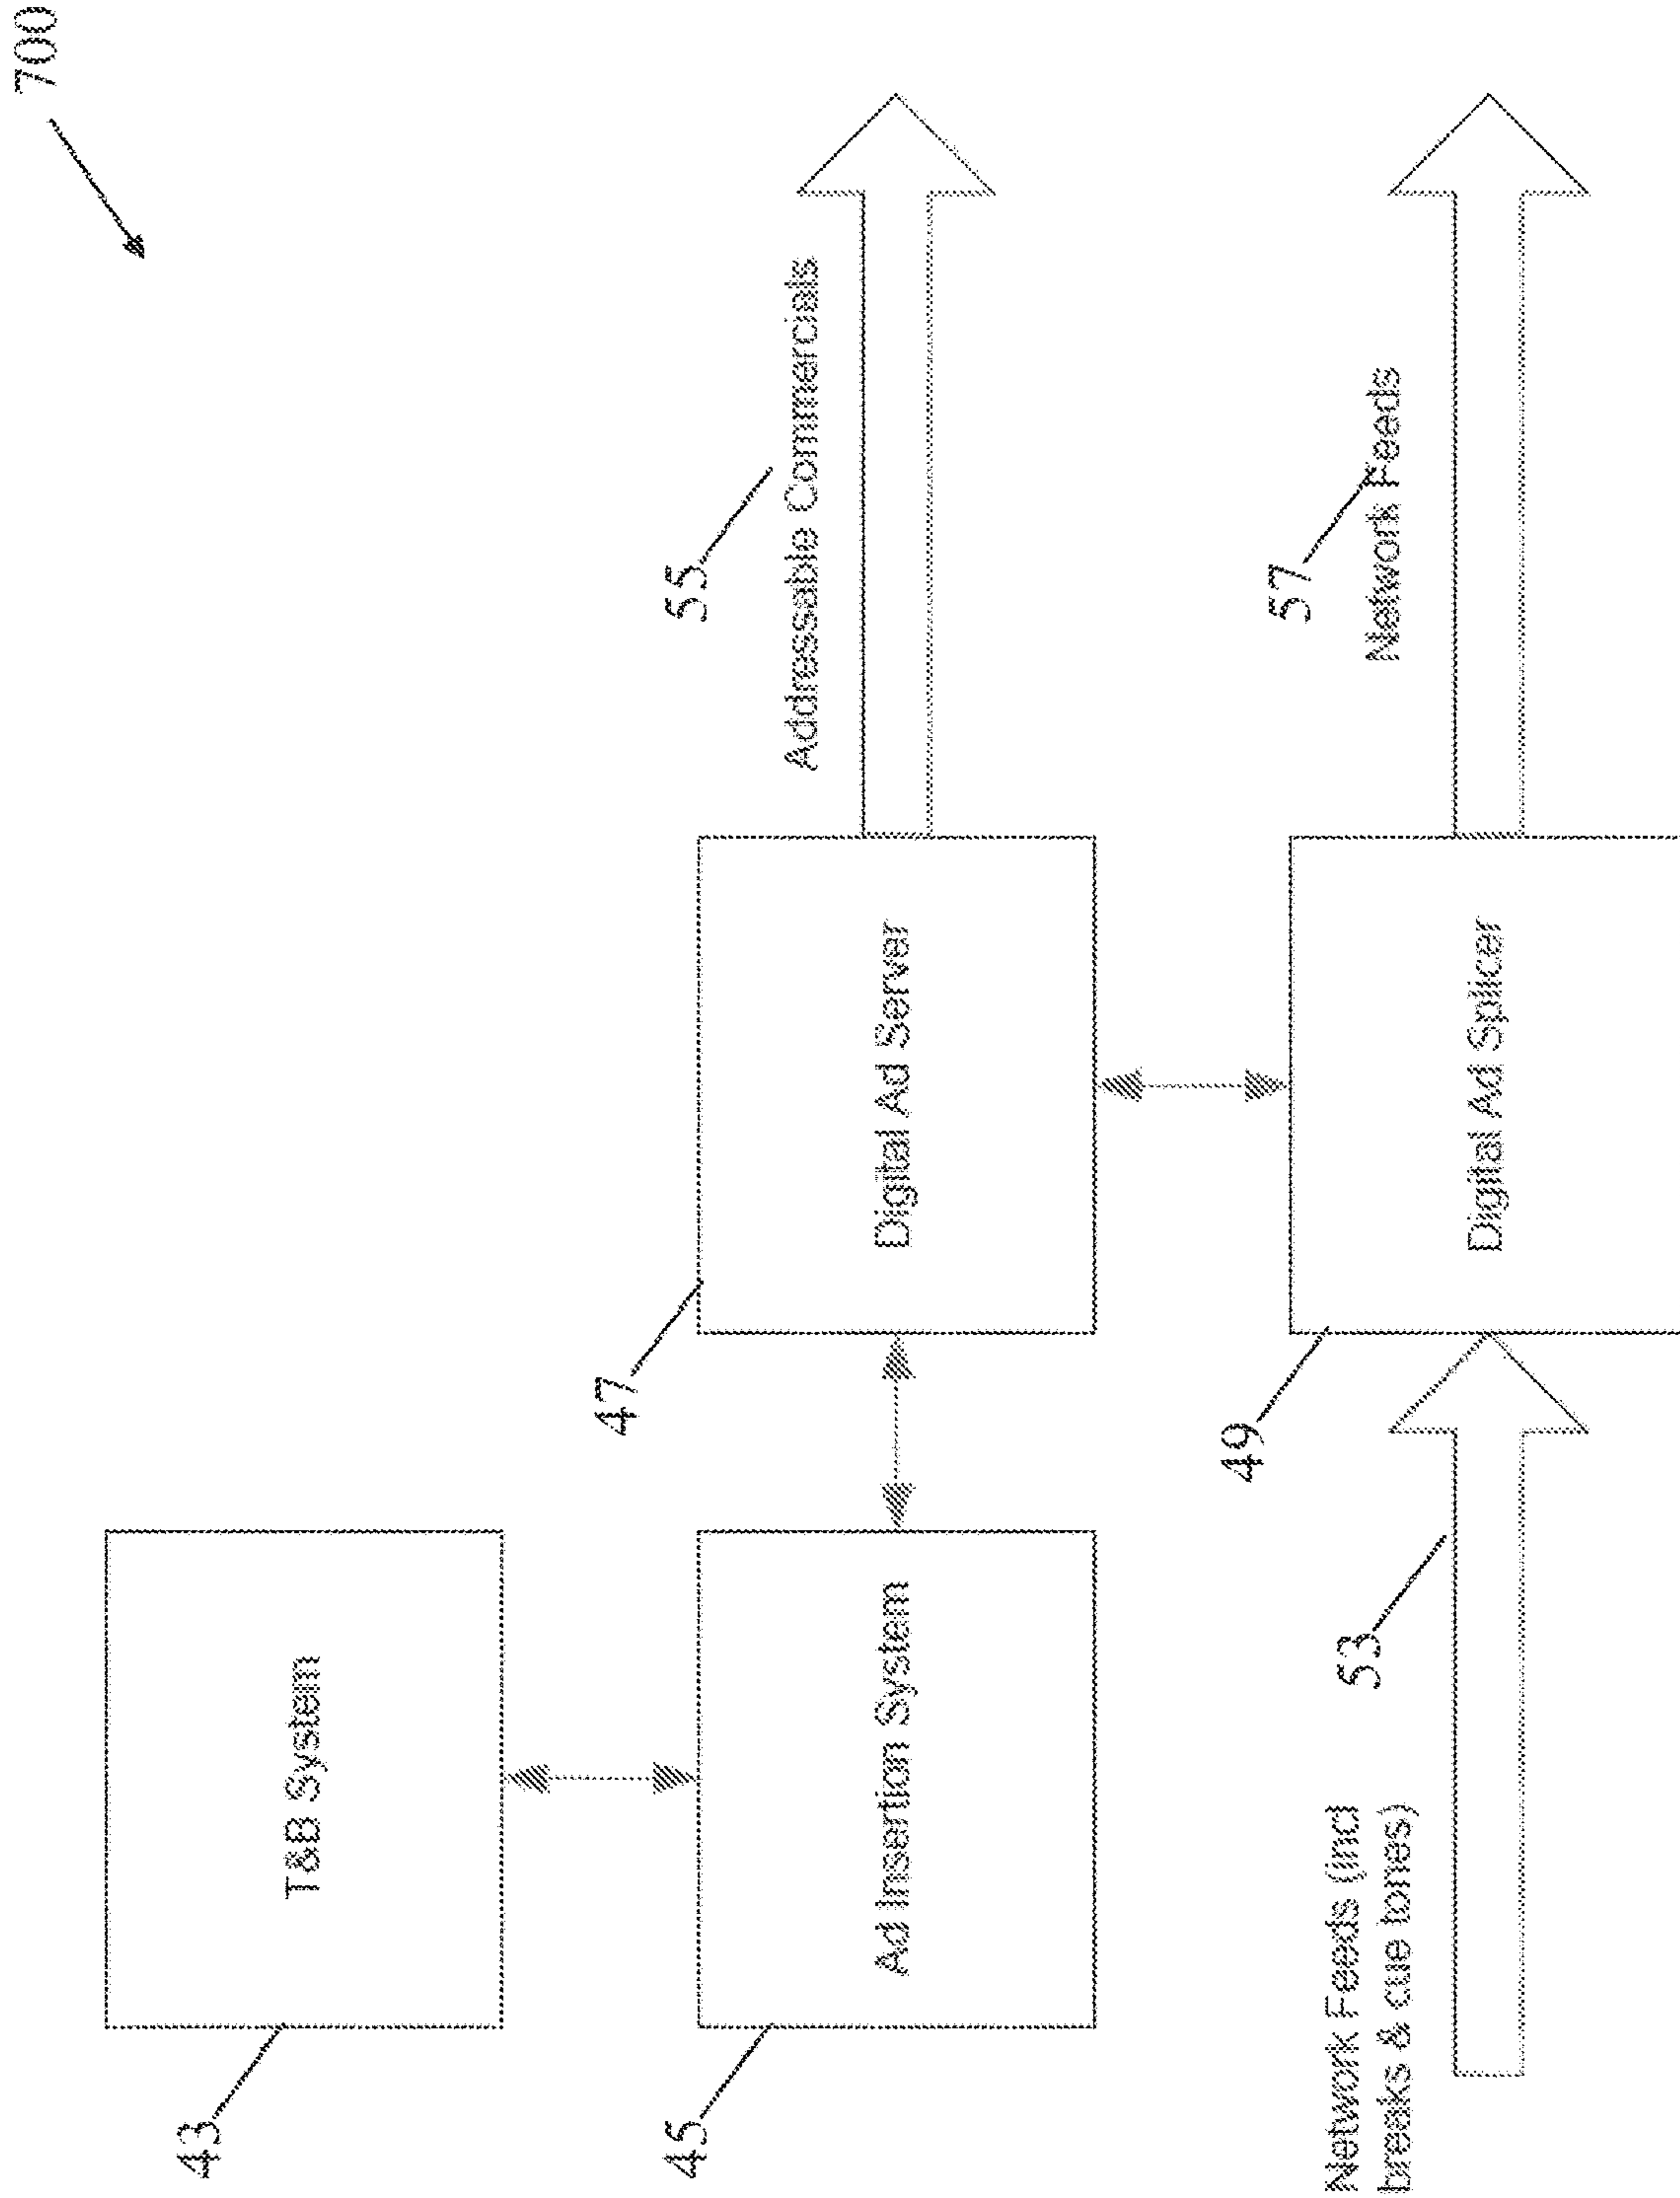 700
43
T&B System
45
Ad Insertion System
47
Digital Ad Server
55
Addressable Commercials
Network Feeds (incl
breaks & cue tones)
53
49
Digital Ad Splicer
57
Network Feeds